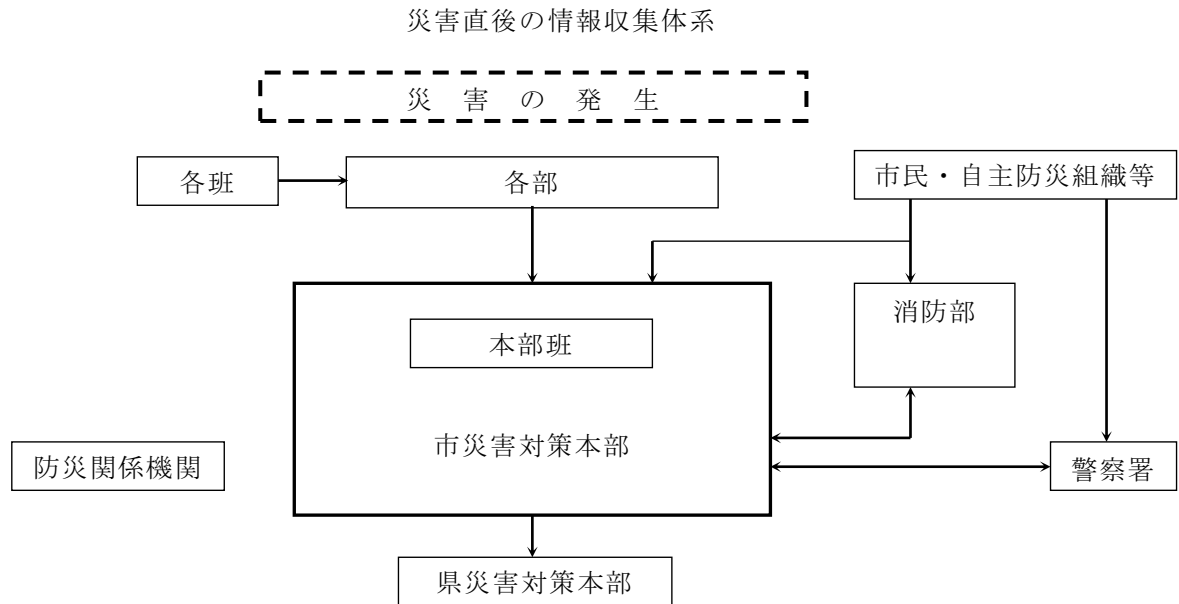 災害直後の情報収集体系
災 害 の 発 生
各班
各部
市民・自主防災組織等
消防部
本部班
市災害対策本部
防災関係機関
警察署
県災害対策本部